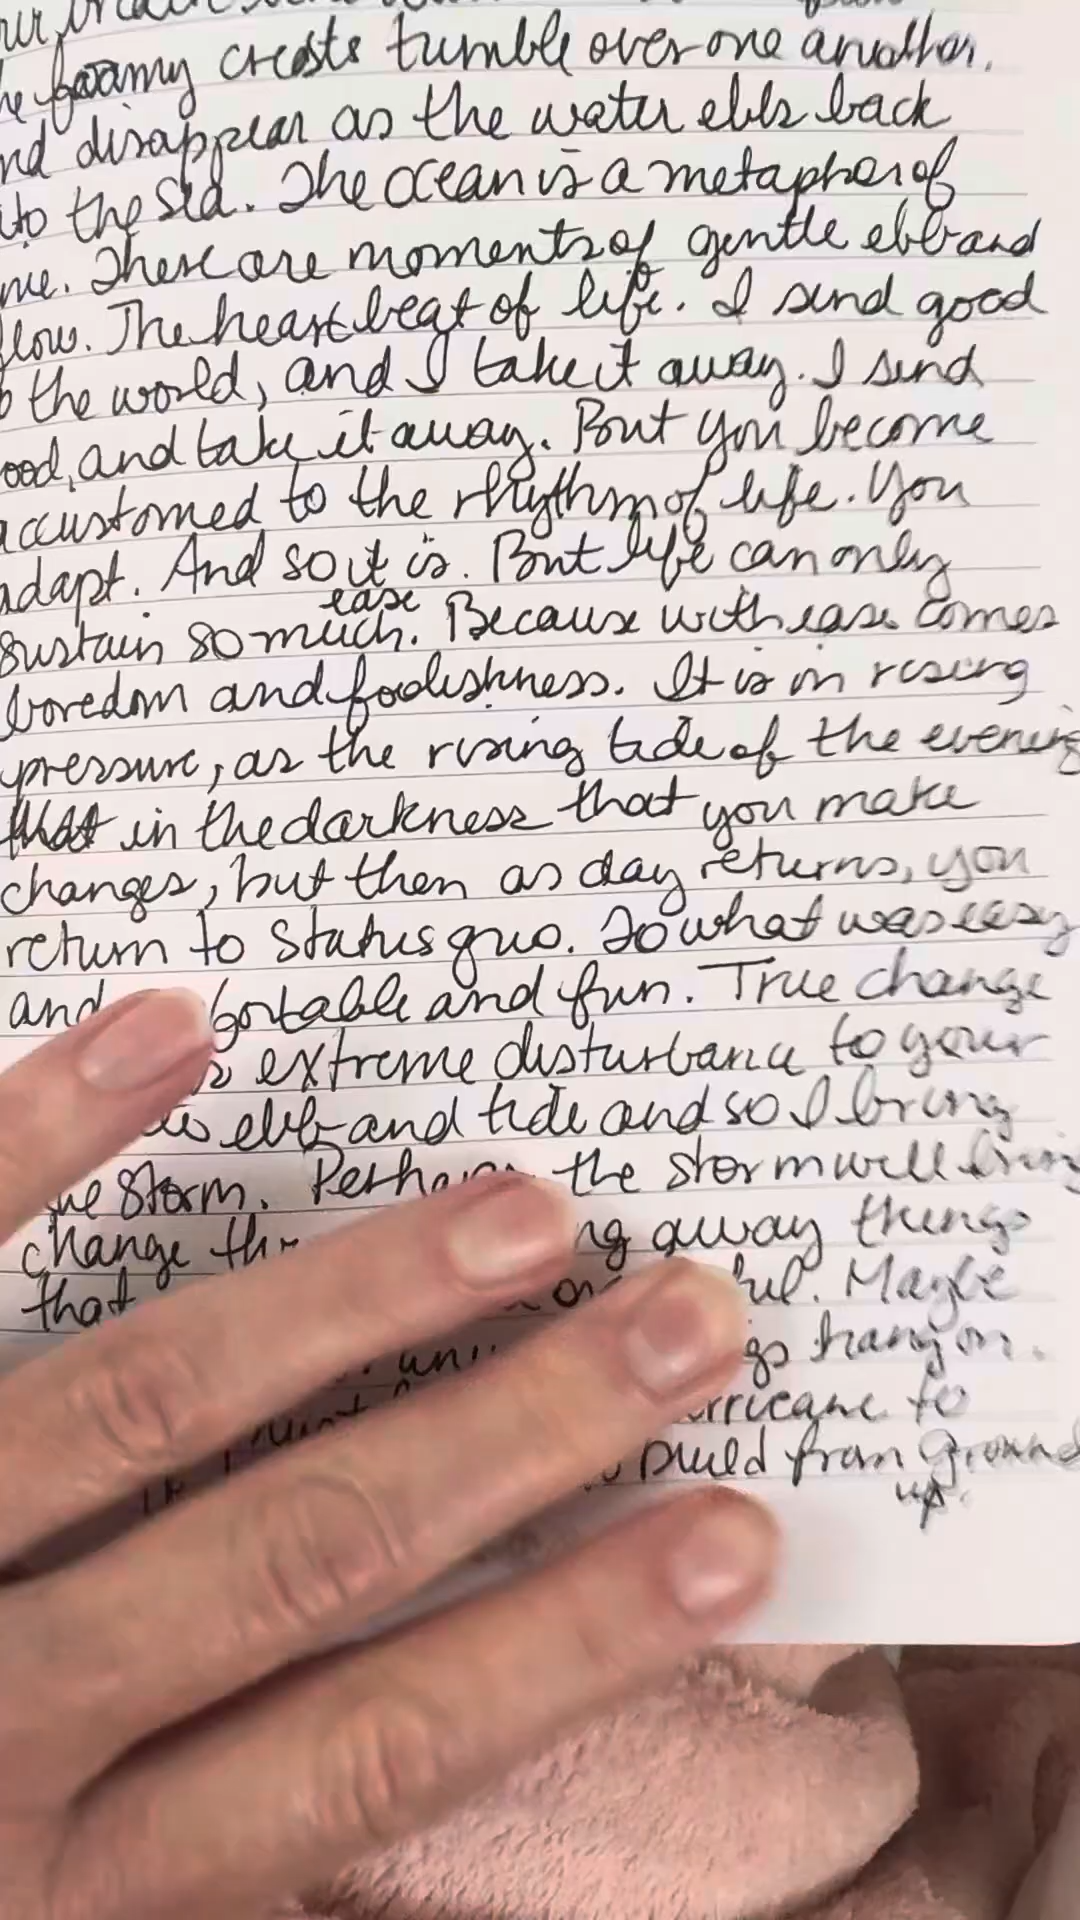 foamy crests tumble over one another.
nd disappear as the water ebbs back
to the sea. The ocean is a metaphor of
me. There are moments of gentle ebb and
flow. The heart beat of life. I send good
the world, and I take it away. I send
ood, and take it away. But you become
accustomed to the rhythm of life. You
adapt. And so it is. But life can only
sustain so much ease. Because with ease comes
boredom and foolishness. It is in rising
pressure, as the rising tide of the evening
that in the darkness that you make
changes, but then as day returns, you
return to status quo. To what was easy
and fortable and fun. True change
extreme disturbance to your
ebb and tide and so I bring
storm. Perhaps the storm will bring
change ng away things
that Maybe
gs hang on.
rricane to
build from ground
up.